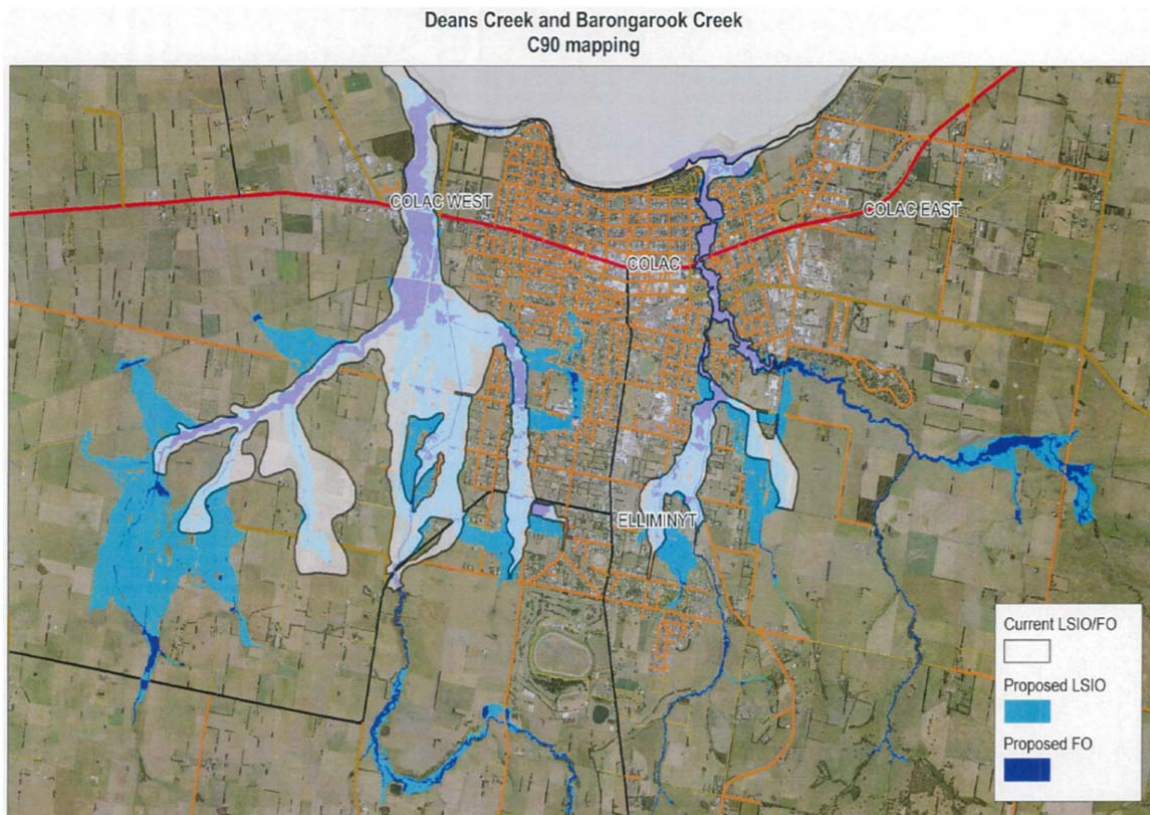 Deans Creek and Barongarook Creek
C90 mapping
COLAC WEST
COLAC EAST
COLAC
ELLIMINYT
Current LSIO/FO
Proposed LSIO
Proposed FO